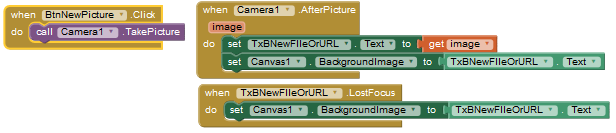 when BtnNewPicture .Click
do call Camera1 .TakePicture
when Camera1 .AfterPicture
image
do set TxBNewFIleOrURL . Text to get image
set Canvas1 . BackgroundImage to TxBNewFIleOrURL . Text
when TxBNewFIleOrURL .LostFocus
do set Canvas1 . BackgroundImage to TxBNewFIleOrURL . Text